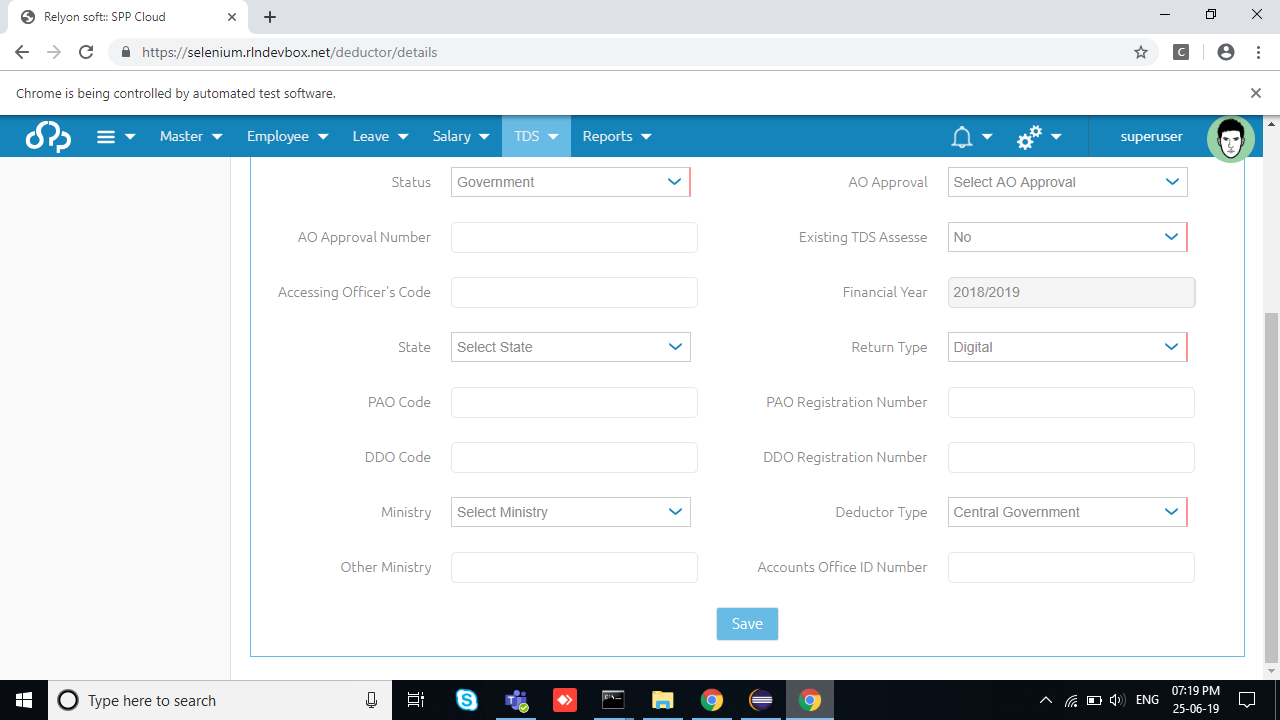 Relyon soft:: SPP Cloud
https://selenium.rlndevbox.net/deductor/details
C
Chrome is being controlled by automated test software.
Master Employee Leave Salary TDS Reports superuser
Status Government AO Approval Select AO Approval
AO Approval Number Existing TDS Assesse No
Accessing Officer's Code Financial Year 2018/2019
State Select State Return Type Digital
PAO Code PAO Registration Number
DDO Code DDO Registration Number
Ministry Select Ministry Deductor Type Central Government
Other Ministry Accounts Office ID Number
Save
Type here to search
ENG
07:19 PM
25-06-19